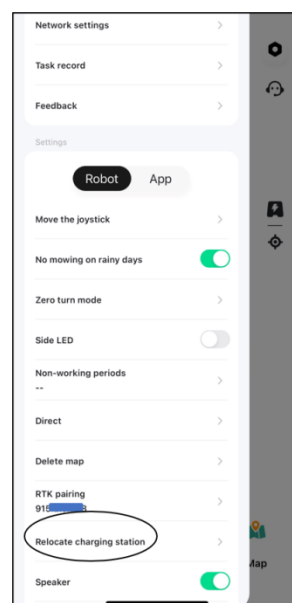 Network settings
Task record
Feedback
Settings
Robot App
Move the joystick
No mowing on rainy days
Zero turn mode
Side LED
Non-working periods
--
Direct
Delete map
RTK pairing
915
Relocate charging station
Map
Speaker